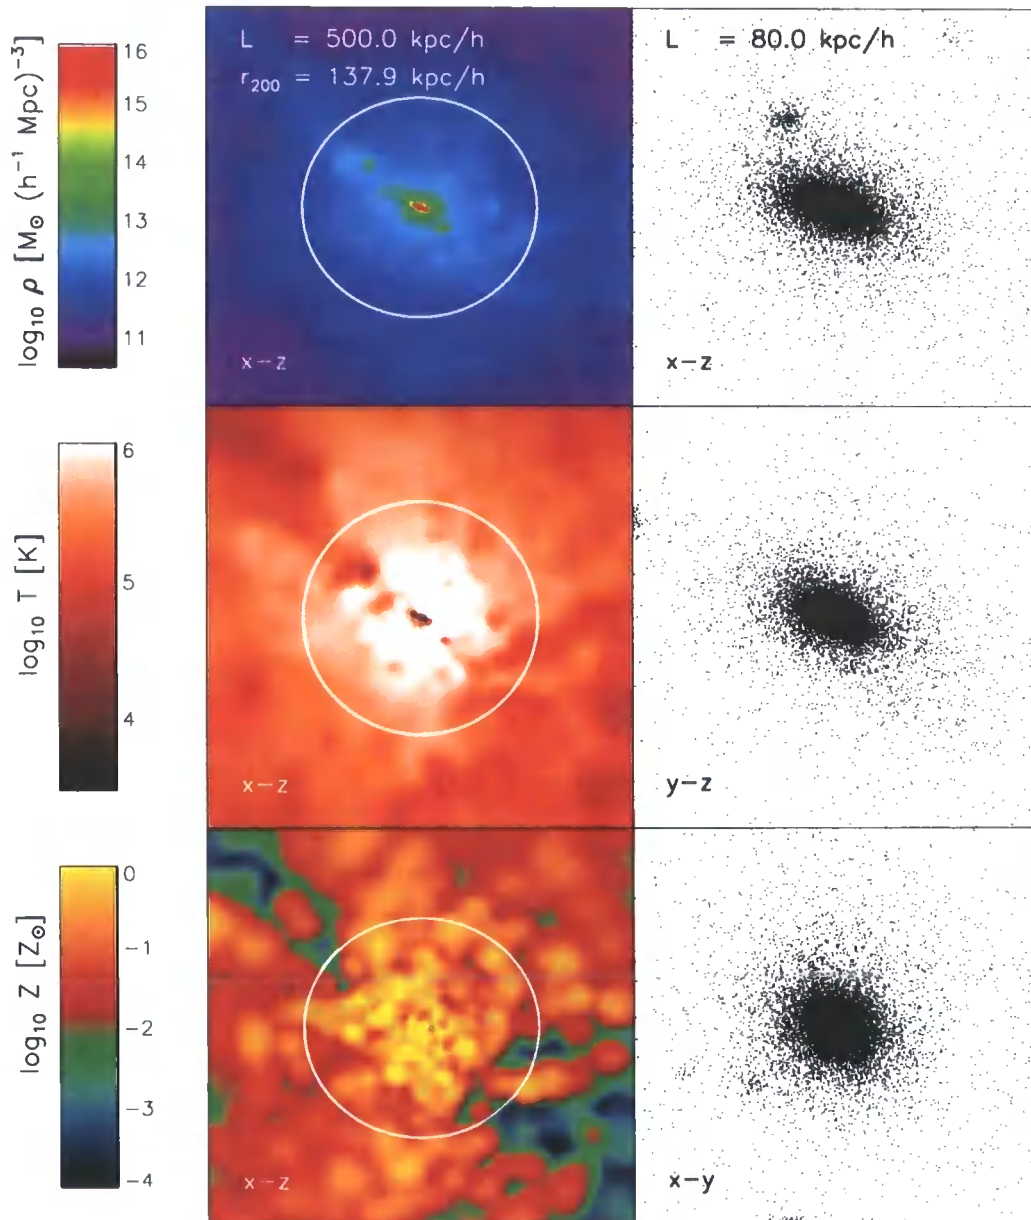 log₁₀ ρ [M⊙ (h⁻¹ Mpc)⁻³]
16
15
14
13
12
11
L = 500.0 kpc/h
r₂₀₀ = 137.9 kpc/h
x-z
L = 80.0 kpc/h
x-z
log₁₀ T [K]
6
5
4
x-z
y-z
log₁₀ Z [Z⊙]
0
-1
-2
-3
-4
x-z
x-y